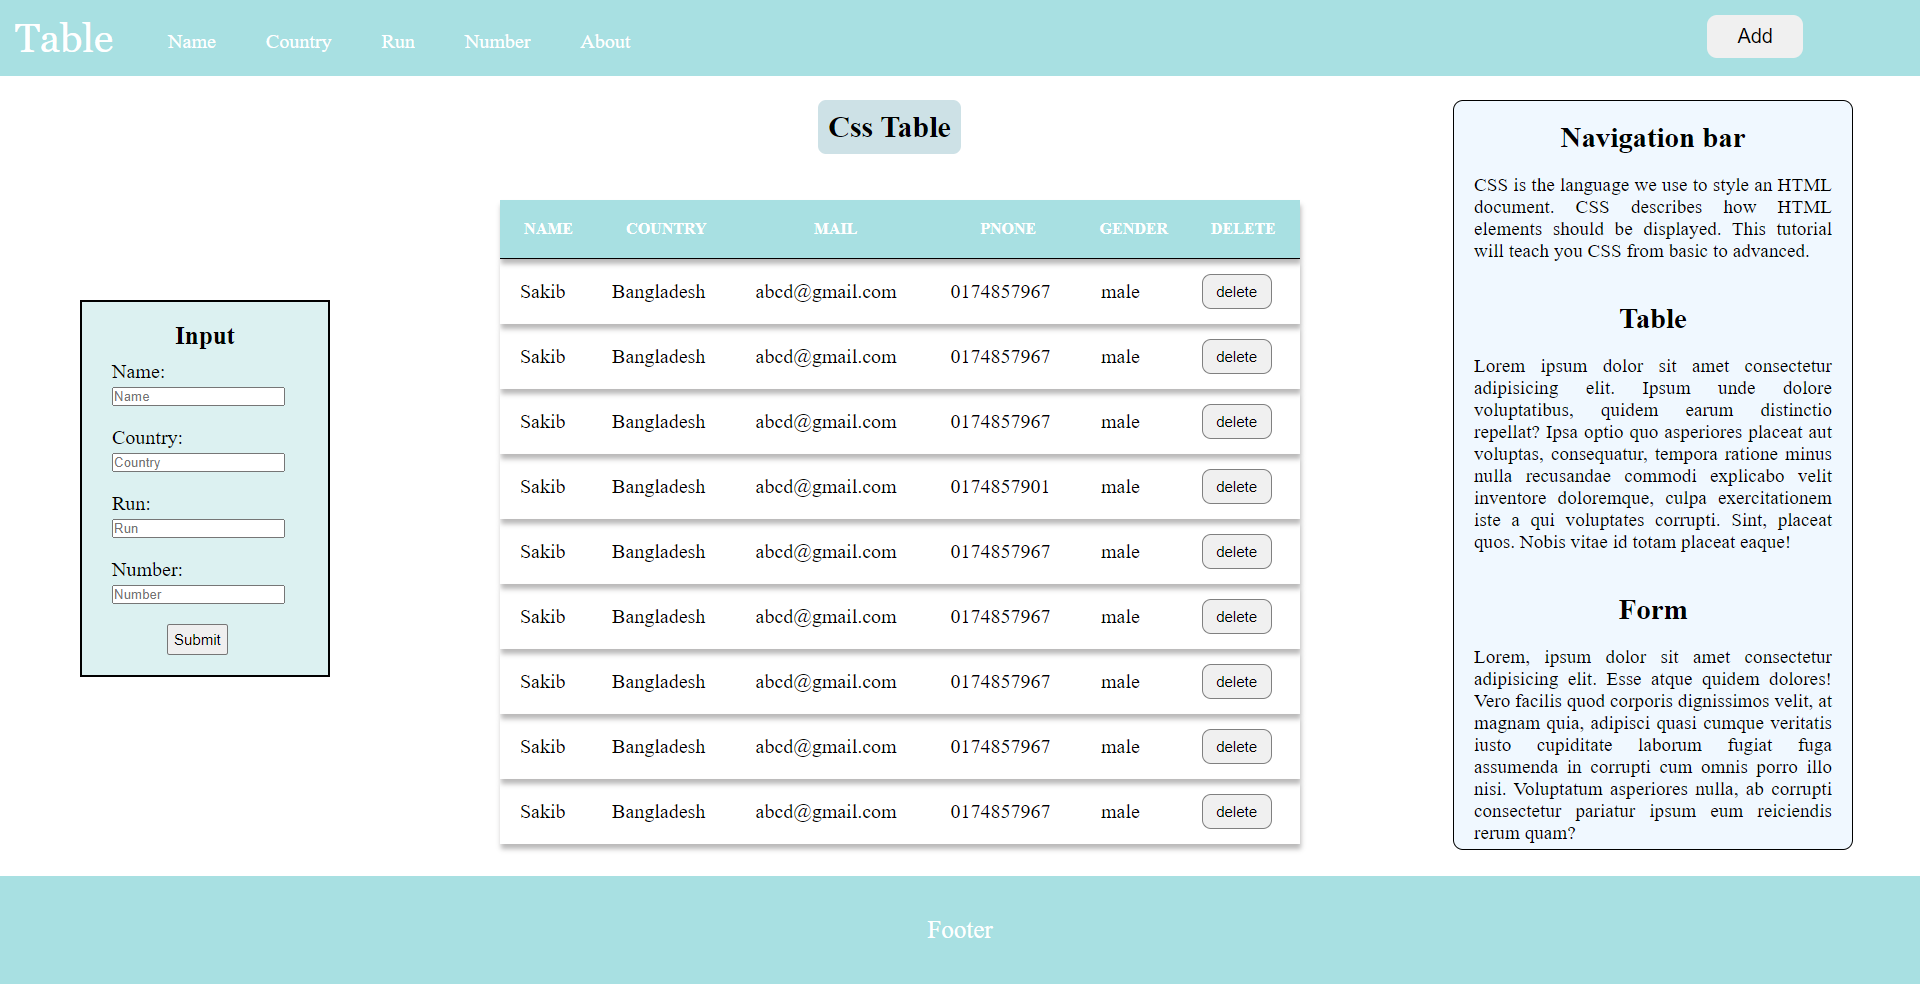 Table Name Country Run Number About Add
Css Table
NAME COUNTRY MAIL PNONE GENDER DELETE
Sakib Bangladesh abcd@gmail.com 0174857967 male delete
Sakib Bangladesh abcd@gmail.com 0174857967 male delete
Sakib Bangladesh abcd@gmail.com 0174857967 male delete
Sakib Bangladesh abcd@gmail.com 0174857901 male delete
Sakib Bangladesh abcd@gmail.com 0174857967 male delete
Sakib Bangladesh abcd@gmail.com 0174857967 male delete
Sakib Bangladesh abcd@gmail.com 0174857967 male delete
Sakib Bangladesh abcd@gmail.com 0174857967 male delete
Sakib Bangladesh abcd@gmail.com 0174857967 male delete
Input
Name:
Name
Country:
Country
Run:
Run
Number:
Number
Submit
Navigation bar
CSS is the language we use to style an HTML
document. CSS describes how HTML
elements should be displayed. This tutorial
will teach you CSS from basic to advanced.
Table
Lorem ipsum dolor sit amet consectetur
adipisicing elit. Ipsum unde dolore
voluptatibus, quidem earum distinctio
repellat? Ipsa optio quo asperiores placeat aut
voluptas, consequatur, tempora ratione minus
nulla recusandae commodi explicabo velit
inventore doloremque, culpa exercitationem
iste a qui voluptates corrupti. Sint, placeat
quos. Nobis vitae id totam placeat eaque!
Form
Lorem, ipsum dolor sit amet consectetur
adipisicing elit. Esse atque quidem dolores!
Vero facilis quod corporis dignissimos velit, at
magnam quia, adipisci quasi cumque veritatis
iusto cupiditate laborum fugiat fuga
assumenda in corrupti cum omnis porro illo
nisi. Voluptatum asperiores nulla, ab corrupti
consectetur pariatur ipsum eum reiciendis
rerum quam?
Footer